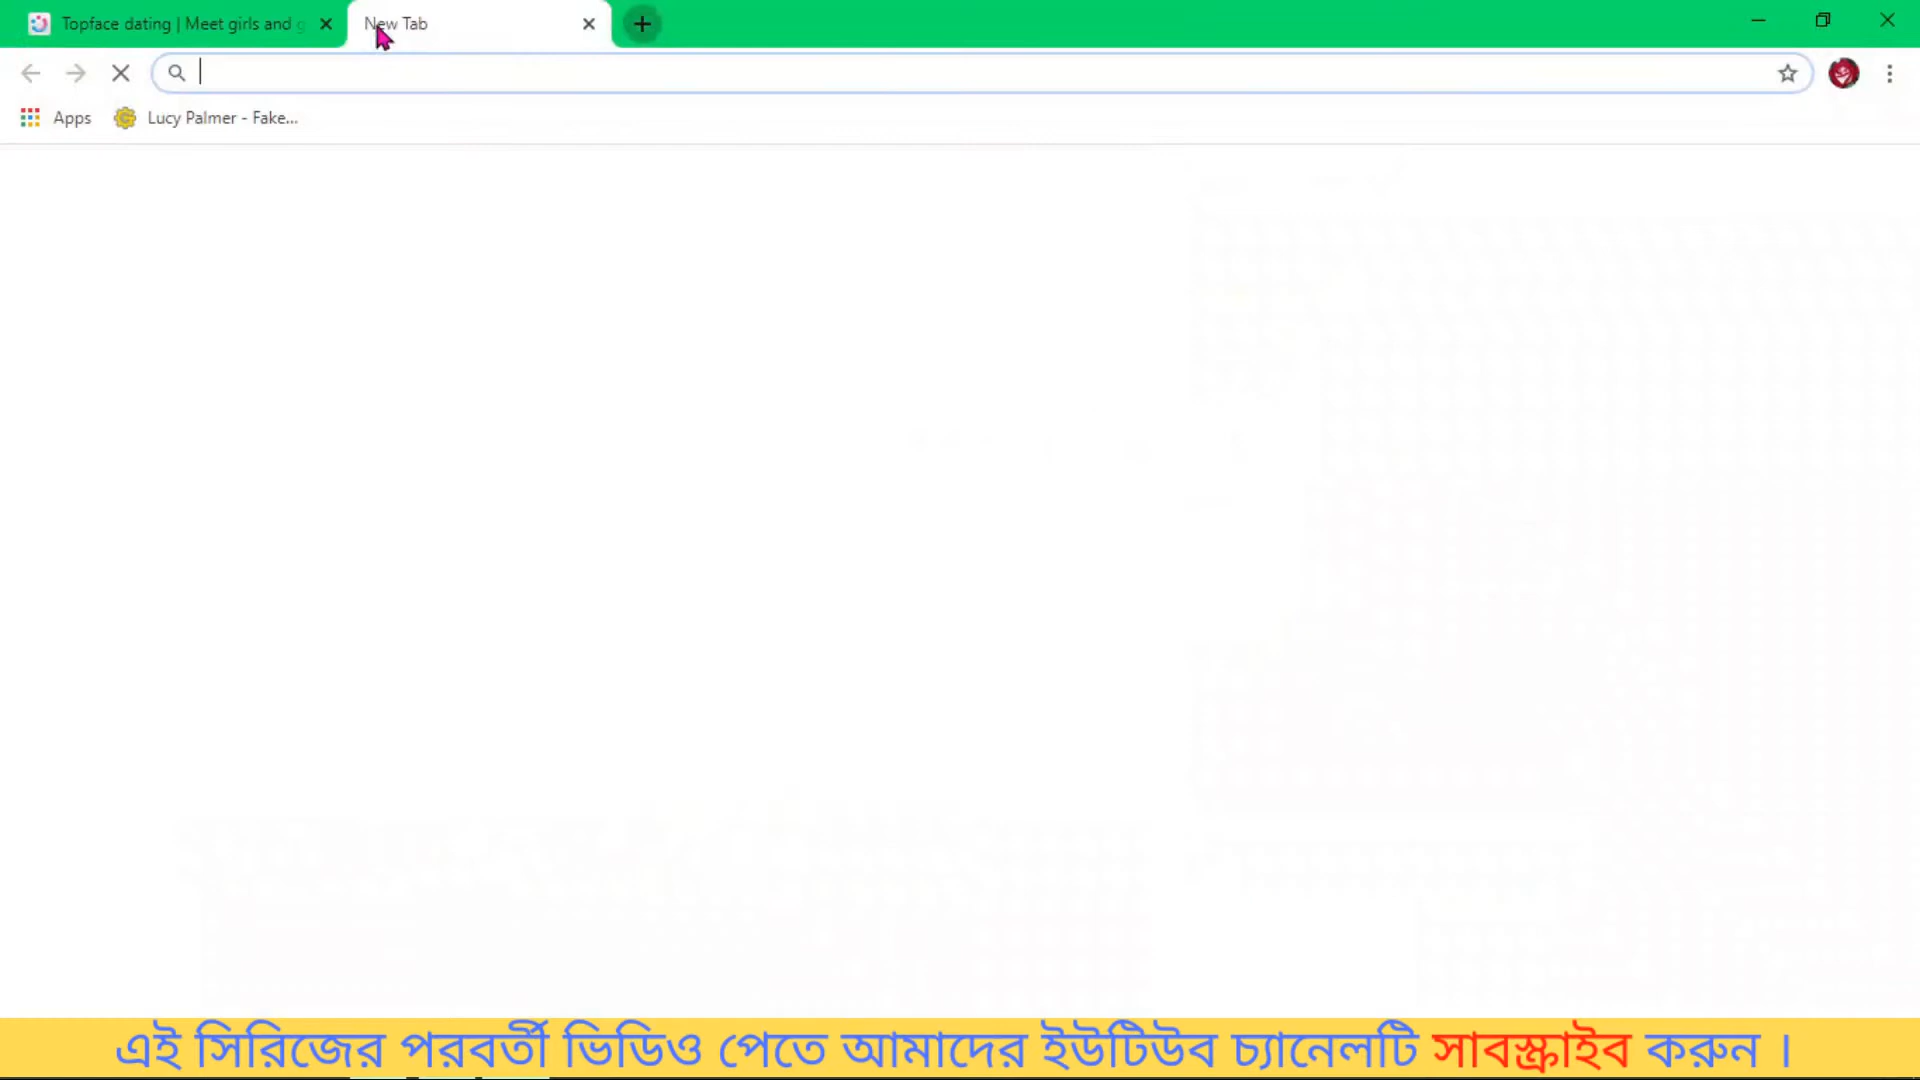 Topface dating | Meet girls and g
New Tab
Apps
Lucy Palmer - Fake...
এই সিরিজের পরবর্তী ভিডিও পেতে আমাদের ইউটিউব চ্যানেলটি সাবস্ক্রাইব করুন ।